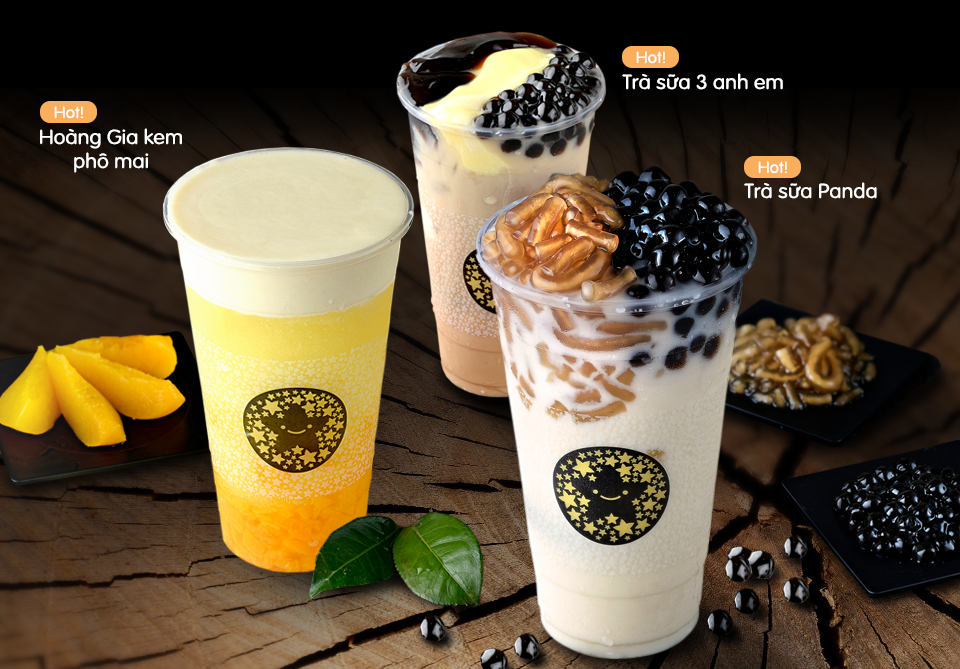 Hot!
Hoàng Gia kem
phô mai
Hot!
Trà sữa 3 anh em
Hot!
Trà sữa Panda